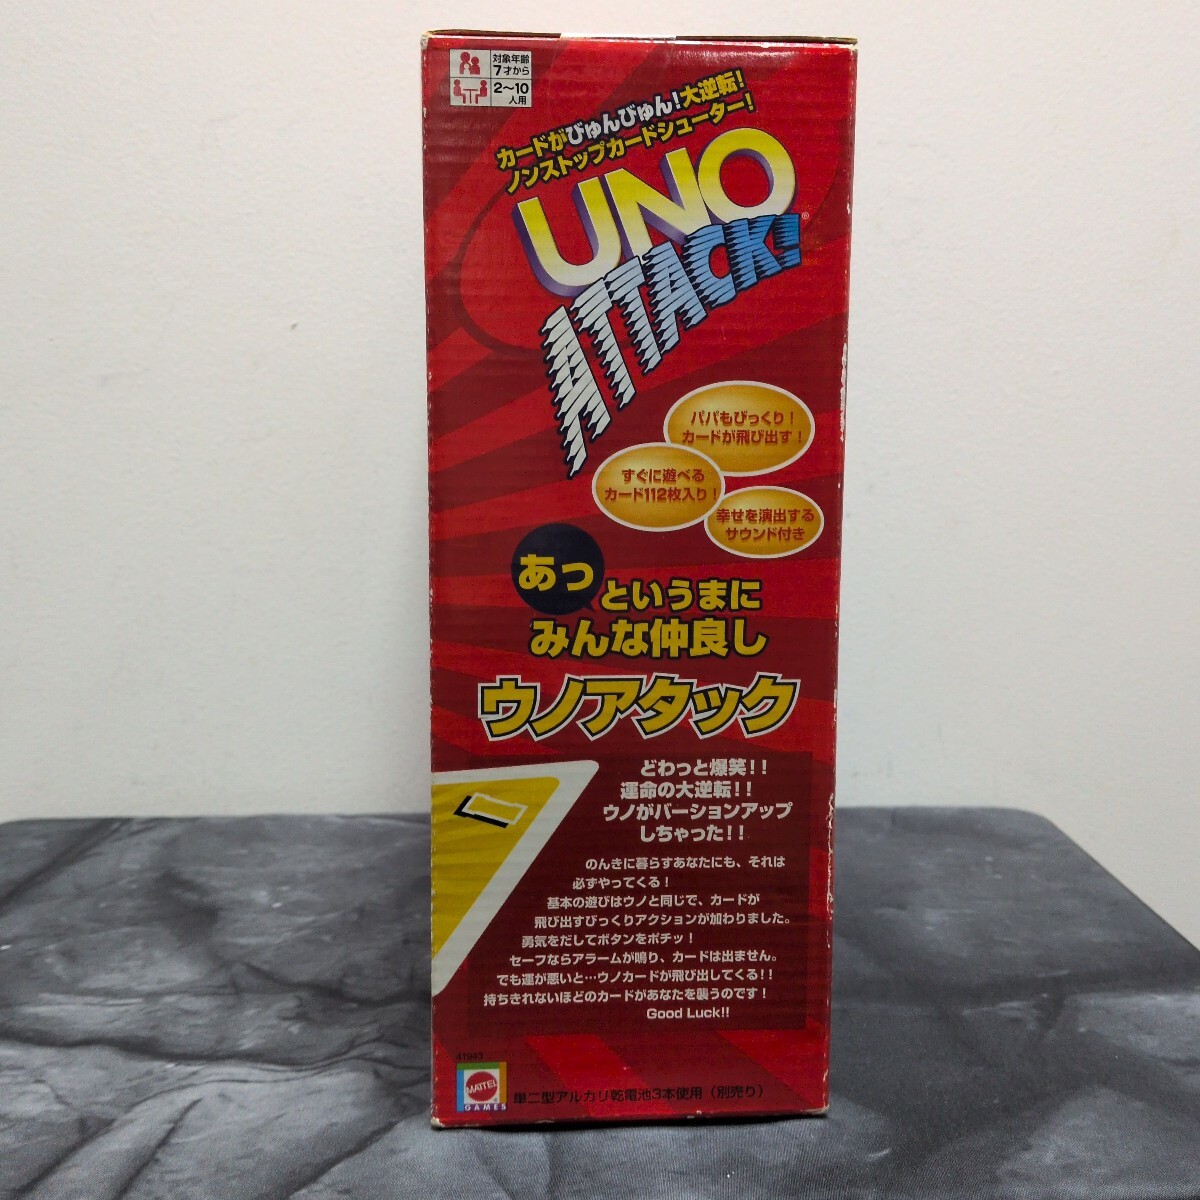 対象年齢
7才から
2〜10
人用
カードがびゅんびゅん!大逆転!
ノンストップカードシューター!
UNO
ATTACK!®
パパもびっくり!
カードが飛び出す!
すぐに遊べる
カード112枚入り!
幸せを演出する
サウンド付き
あっ
というまに
みんな仲良し
ウノアタック
どわっと爆笑!!
運命の大逆転!!
ウノがバージョンアップ
しちゃった!!
のんきに暮らすあなたにも、それは
必ずやってくる!
基本の遊びはウノと同じで、カードが
飛び出すびっくりアクションが加わりました。
勇気をだしてボタンをポチッ!
セーフならアラームが鳴り、カードは出ません。
でも運が悪いと…ウノカードが飛び出してくる!!
持ちきれないほどのカードがあなたを襲うのです!
Good Luck!!
41943
MATTEL
GAMES
単二型アルカリ乾電池3本使用（別売り）